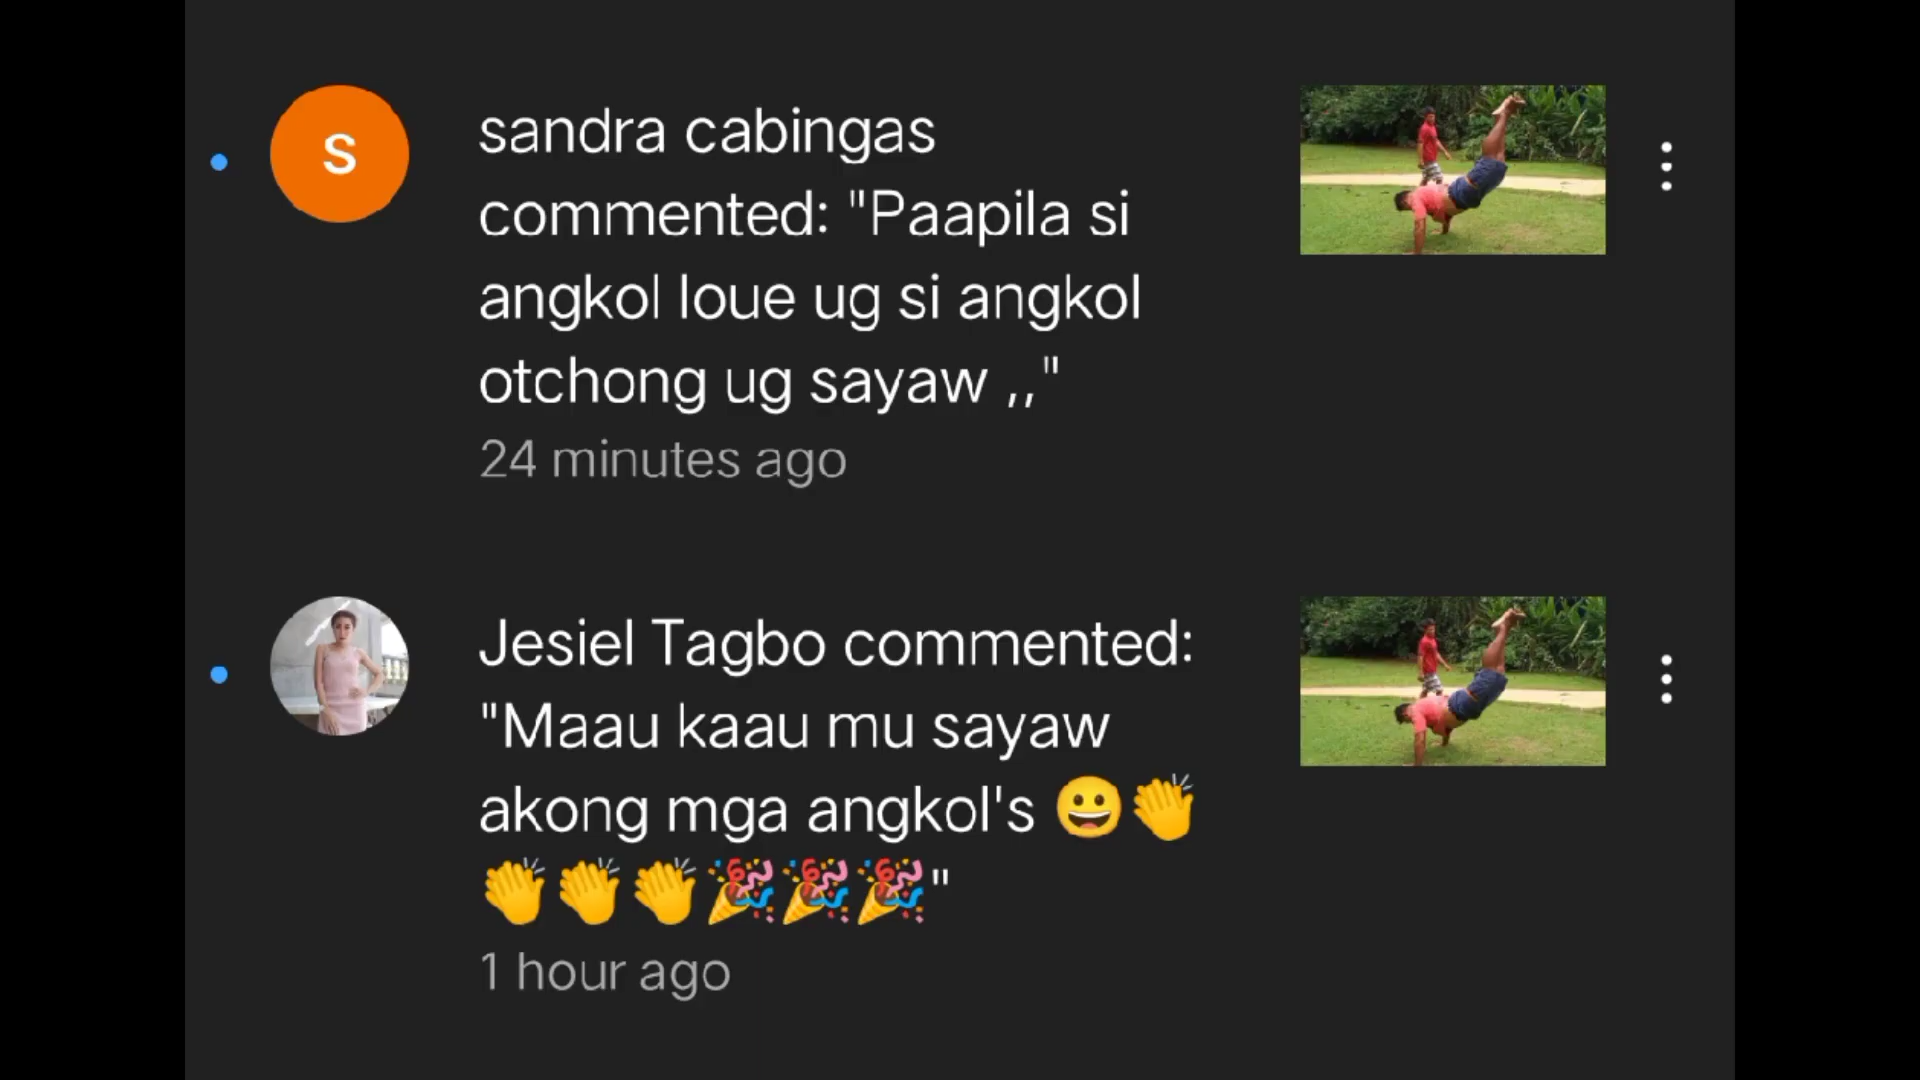 S
sandra cabingas
commented: "Paapila si
angkol loue ug si angkol
otchong ug sayaw ,,"
24 minutes ago
Jesiel Tagbo commented:
"Maau kaau mu sayaw
akong mga angkol's 😀👏
👏👏👏🎉🎉🎉"
1 hour ago